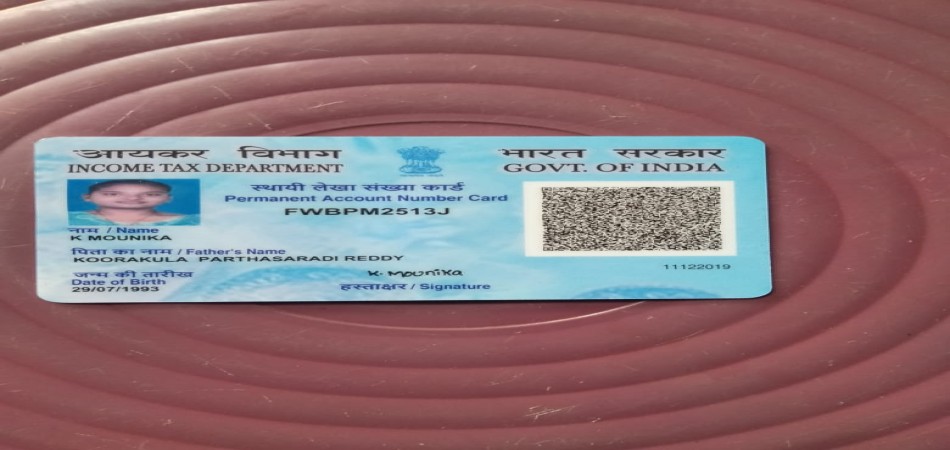 आयकर विभाग
INCOME TAX DEPARTMENT
भारत सरकार
GOVT. OF INDIA
स्थायी लेखा संख्या कार्ड
Permanent Account Number Card
FWBPM2513J
नाम / Name
K MOUNIKA
पिता का नाम / Father's Name
KOORAKULA PARTHASARADI REDDY
जन्म की तारीख
Date of Birth
29/07/1993
K. Mounika
हस्ताक्षर / Signature
11122019